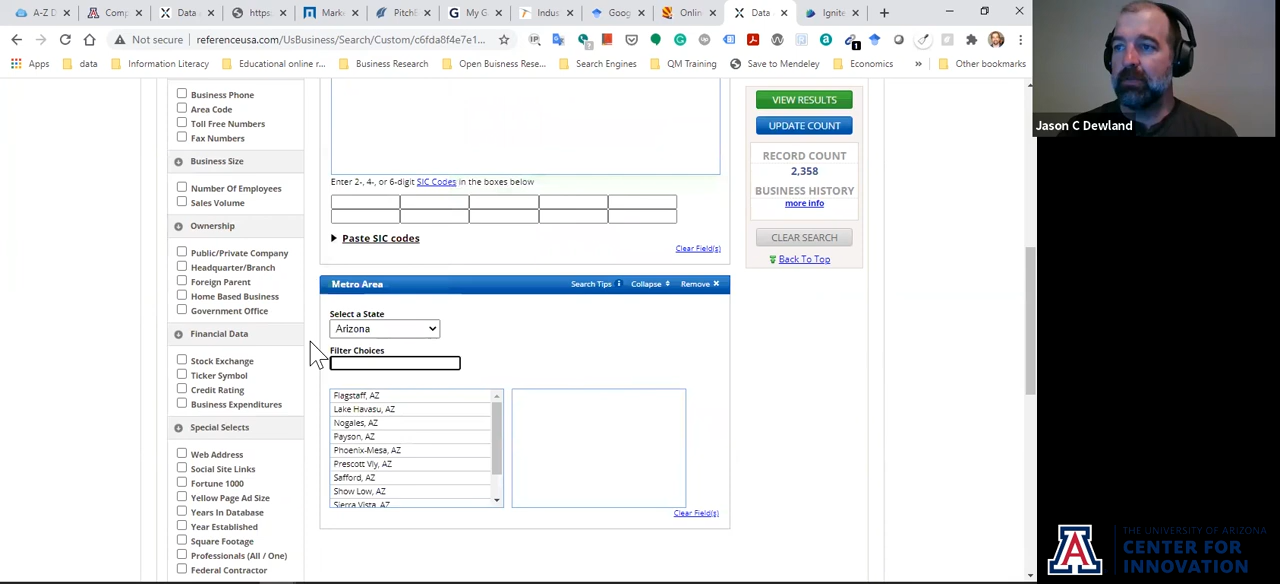 A-Z D
Comp
Data
https:
Mark
PitchB
My G
Indus
Goog
Onlin
Data
Ignite
Not secure
referenceusa.com/UsBusiness/Search/Custom/c6fda8f4e7e1...
Apps
data
Information Literacy
Educational online r...
Business Research
Open Buisness Rese...
Search Engines
QM Training
Save to Mendeley
Economics
»
Other bookmarks
Jason C Dewland
Business Phone
Area Code
Toll Free Numbers
Fax Numbers
Business Size
Number Of Employees
Sales Volume
Ownership
Public/Private Company
Headquarter/Branch
Foreign Parent
Home Based Business
Government Office
Financial Data
Stock Exchange
Ticker Symbol
Credit Rating
Business Expenditures
Special Selects
Web Address
Social Site Links
Fortune 1000
Yellow Page Ad Size
Years In Database
Year Established
Square Footage
Professionals (All / One)
Federal Contractor
Enter 2-, 4-, or 6-digit SIC Codes in the boxes below
Paste SIC codes
Clear Field(s)
Metro Area
Search Tips
Collapse
Remove
Select a State
Arizona
Filter Choices
Flagstaff, AZ
Lake Havasu, AZ
Nogales, AZ
Payson, AZ
Phoenix-Mesa, AZ
Prescott Vly, AZ
Safford, AZ
Show Low, AZ
Sierra Vista, AZ
Clear Field(s)
VIEW RESULTS
UPDATE COUNT
RECORD COUNT
2,358
BUSINESS HISTORY
more info
CLEAR SEARCH
Back To Top
THE UNIVERSITY OF ARIZONA
CENTER FOR
INNOVATION